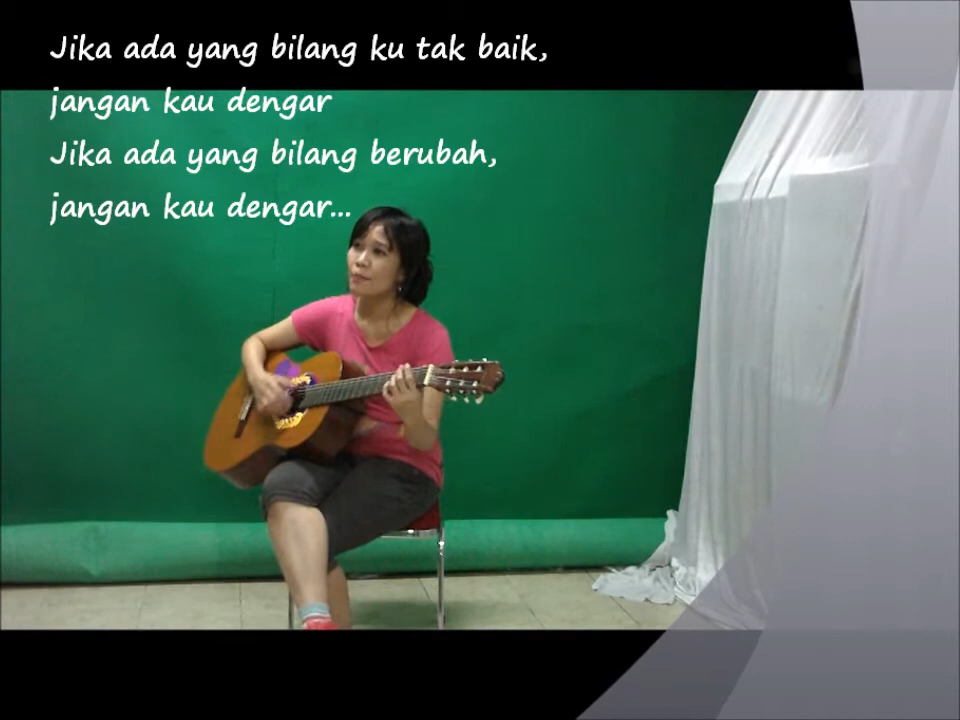 Jika ada yang bilang ku tak baik,
jangan kau dengar
Jika ada yang bilang berubah,
jangan kau dengar...